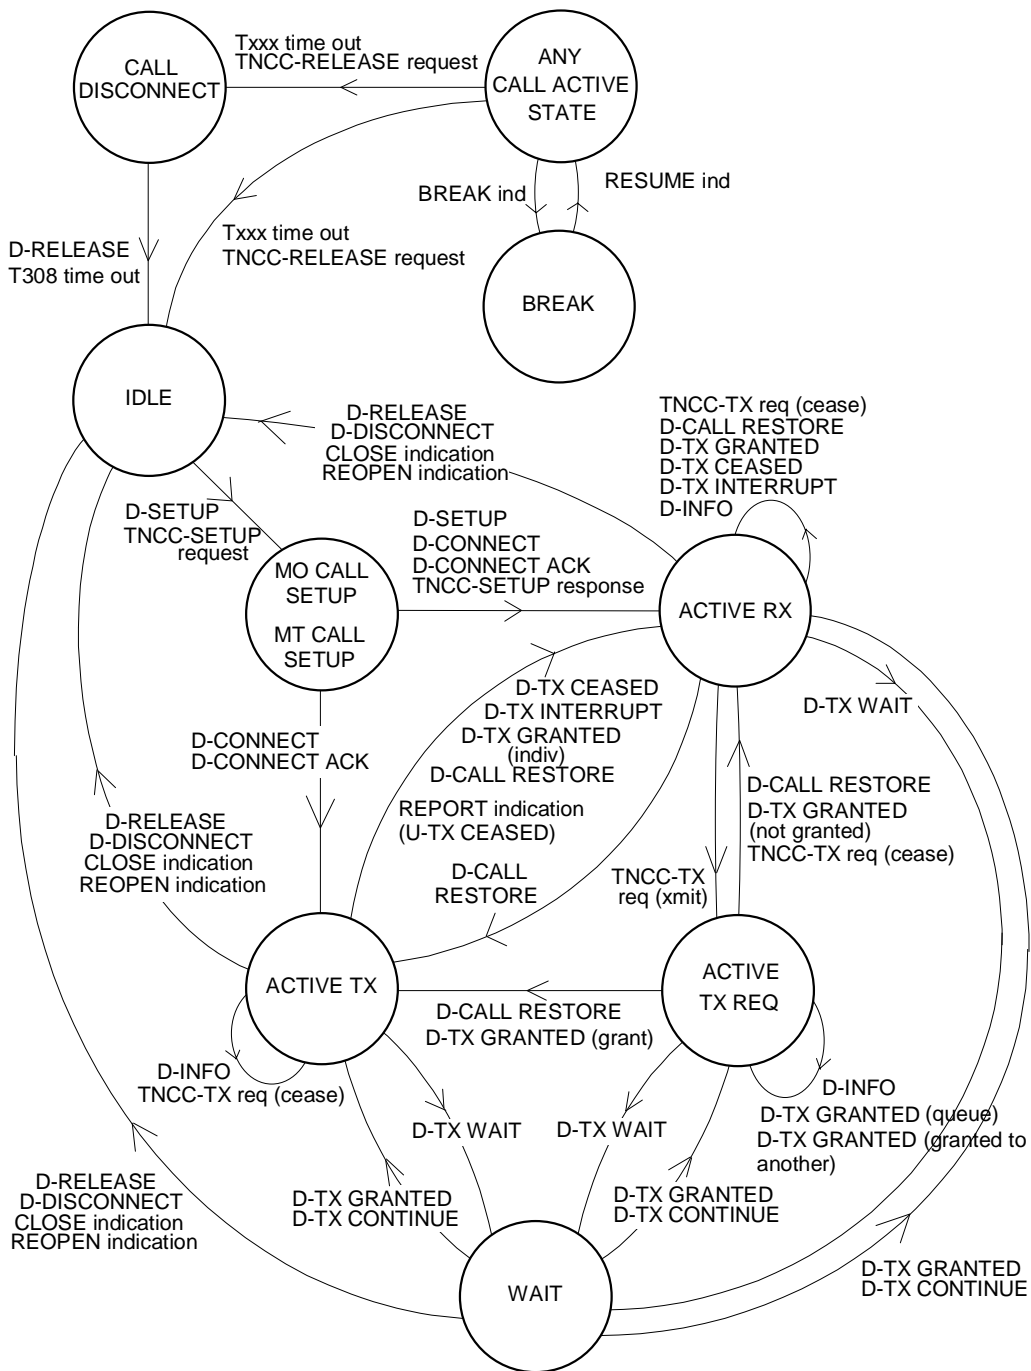 CALL
DISCONNECT
Txxx time out
TNCC-RELEASE request
ANY
CALL ACTIVE
STATE
BREAK ind
RESUME ind
D-RELEASE
T308 time out
Txxx time out
TNCC-RELEASE request
BREAK
IDLE
D-RELEASE
D-DISCONNECT
CLOSE indication
REOPEN indication
TNCC-TX req (cease)
D-CALL RESTORE
D-TX GRANTED
D-TX CEASED
D-TX INTERRUPT
D-INFO
D-SETUP
TNCC-SETUP
request
D-SETUP
D-CONNECT
D-CONNECT ACK
TNCC-SETUP response
MO CALL
SETUP
MT CALL
SETUP
ACTIVE RX
D-TX CEASED
D-TX INTERRUPT
D-TX GRANTED
(indiv)
D-CALL RESTORE
D-TX WAIT
D-CONNECT
D-CONNECT ACK
REPORT indication
(U-TX CEASED)
D-CALL RESTORE
D-TX GRANTED
(not granted)
TNCC-TX req (cease)
D-RELEASE
D-DISCONNECT
CLOSE indication
REOPEN indication
D-CALL
RESTORE
TNCC-TX
req (xmit)
ACTIVE TX
ACTIVE
TX REQ
D-CALL RESTORE
D-TX GRANTED (grant)
D-INFO
TNCC-TX req (cease)
D-INFO
D-TX GRANTED (queue)
D-TX GRANTED (granted to
another)
D-TX WAIT
D-TX WAIT
D-RELEASE
D-DISCONNECT
CLOSE indication
REOPEN indication
D-TX GRANTED
D-TX CONTINUE
D-TX GRANTED
D-TX CONTINUE
WAIT
D-TX GRANTED
D-TX CONTINUE